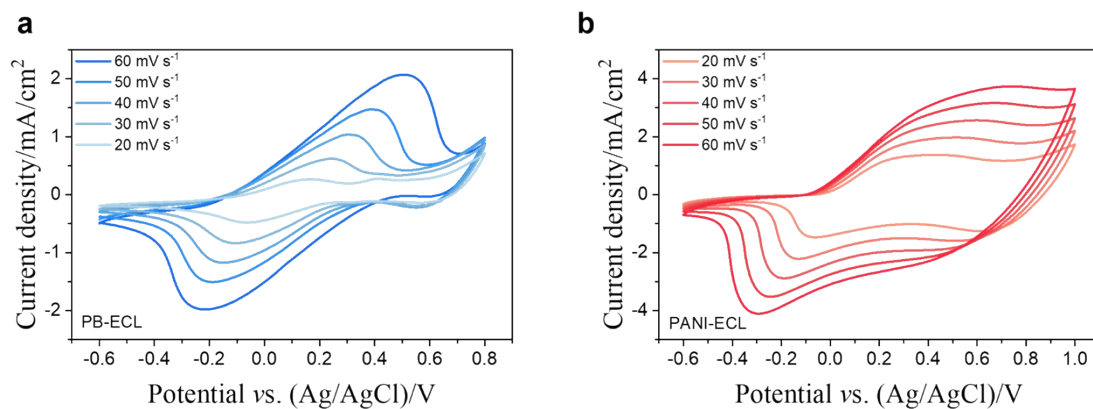 a
Current density/mA/cm²
2
1
0
-1
-2
60 mV s⁻¹
50 mV s⁻¹
40 mV s⁻¹
30 mV s⁻¹
20 mV s⁻¹
PB-ECL
-0.6 -0.4 -0.2 0.0 0.2 0.4 0.6 0.8
Potential vs. (Ag/AgCl)/V
b
Current density/mA/cm²
4
2
0
-2
-4
20 mV s⁻¹
30 mV s⁻¹
40 mV s⁻¹
50 mV s⁻¹
60 mV s⁻¹
PANI-ECL
-0.6 -0.4 -0.2 0.0 0.2 0.4 0.6 0.8 1.0
Potential vs. (Ag/AgCl)/V